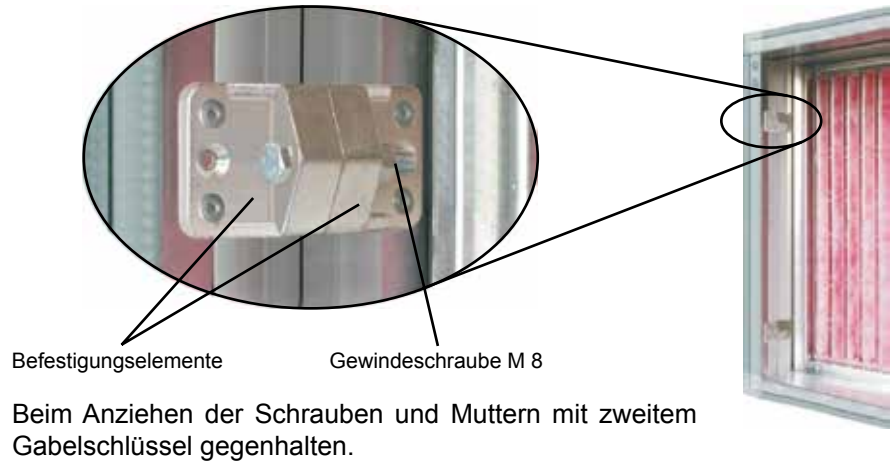 Befestigungselemente
Gewindeschraube M 8
Beim Anziehen der Schrauben und Muttern mit zweitem
Gabelschlüssel gegenhalten.